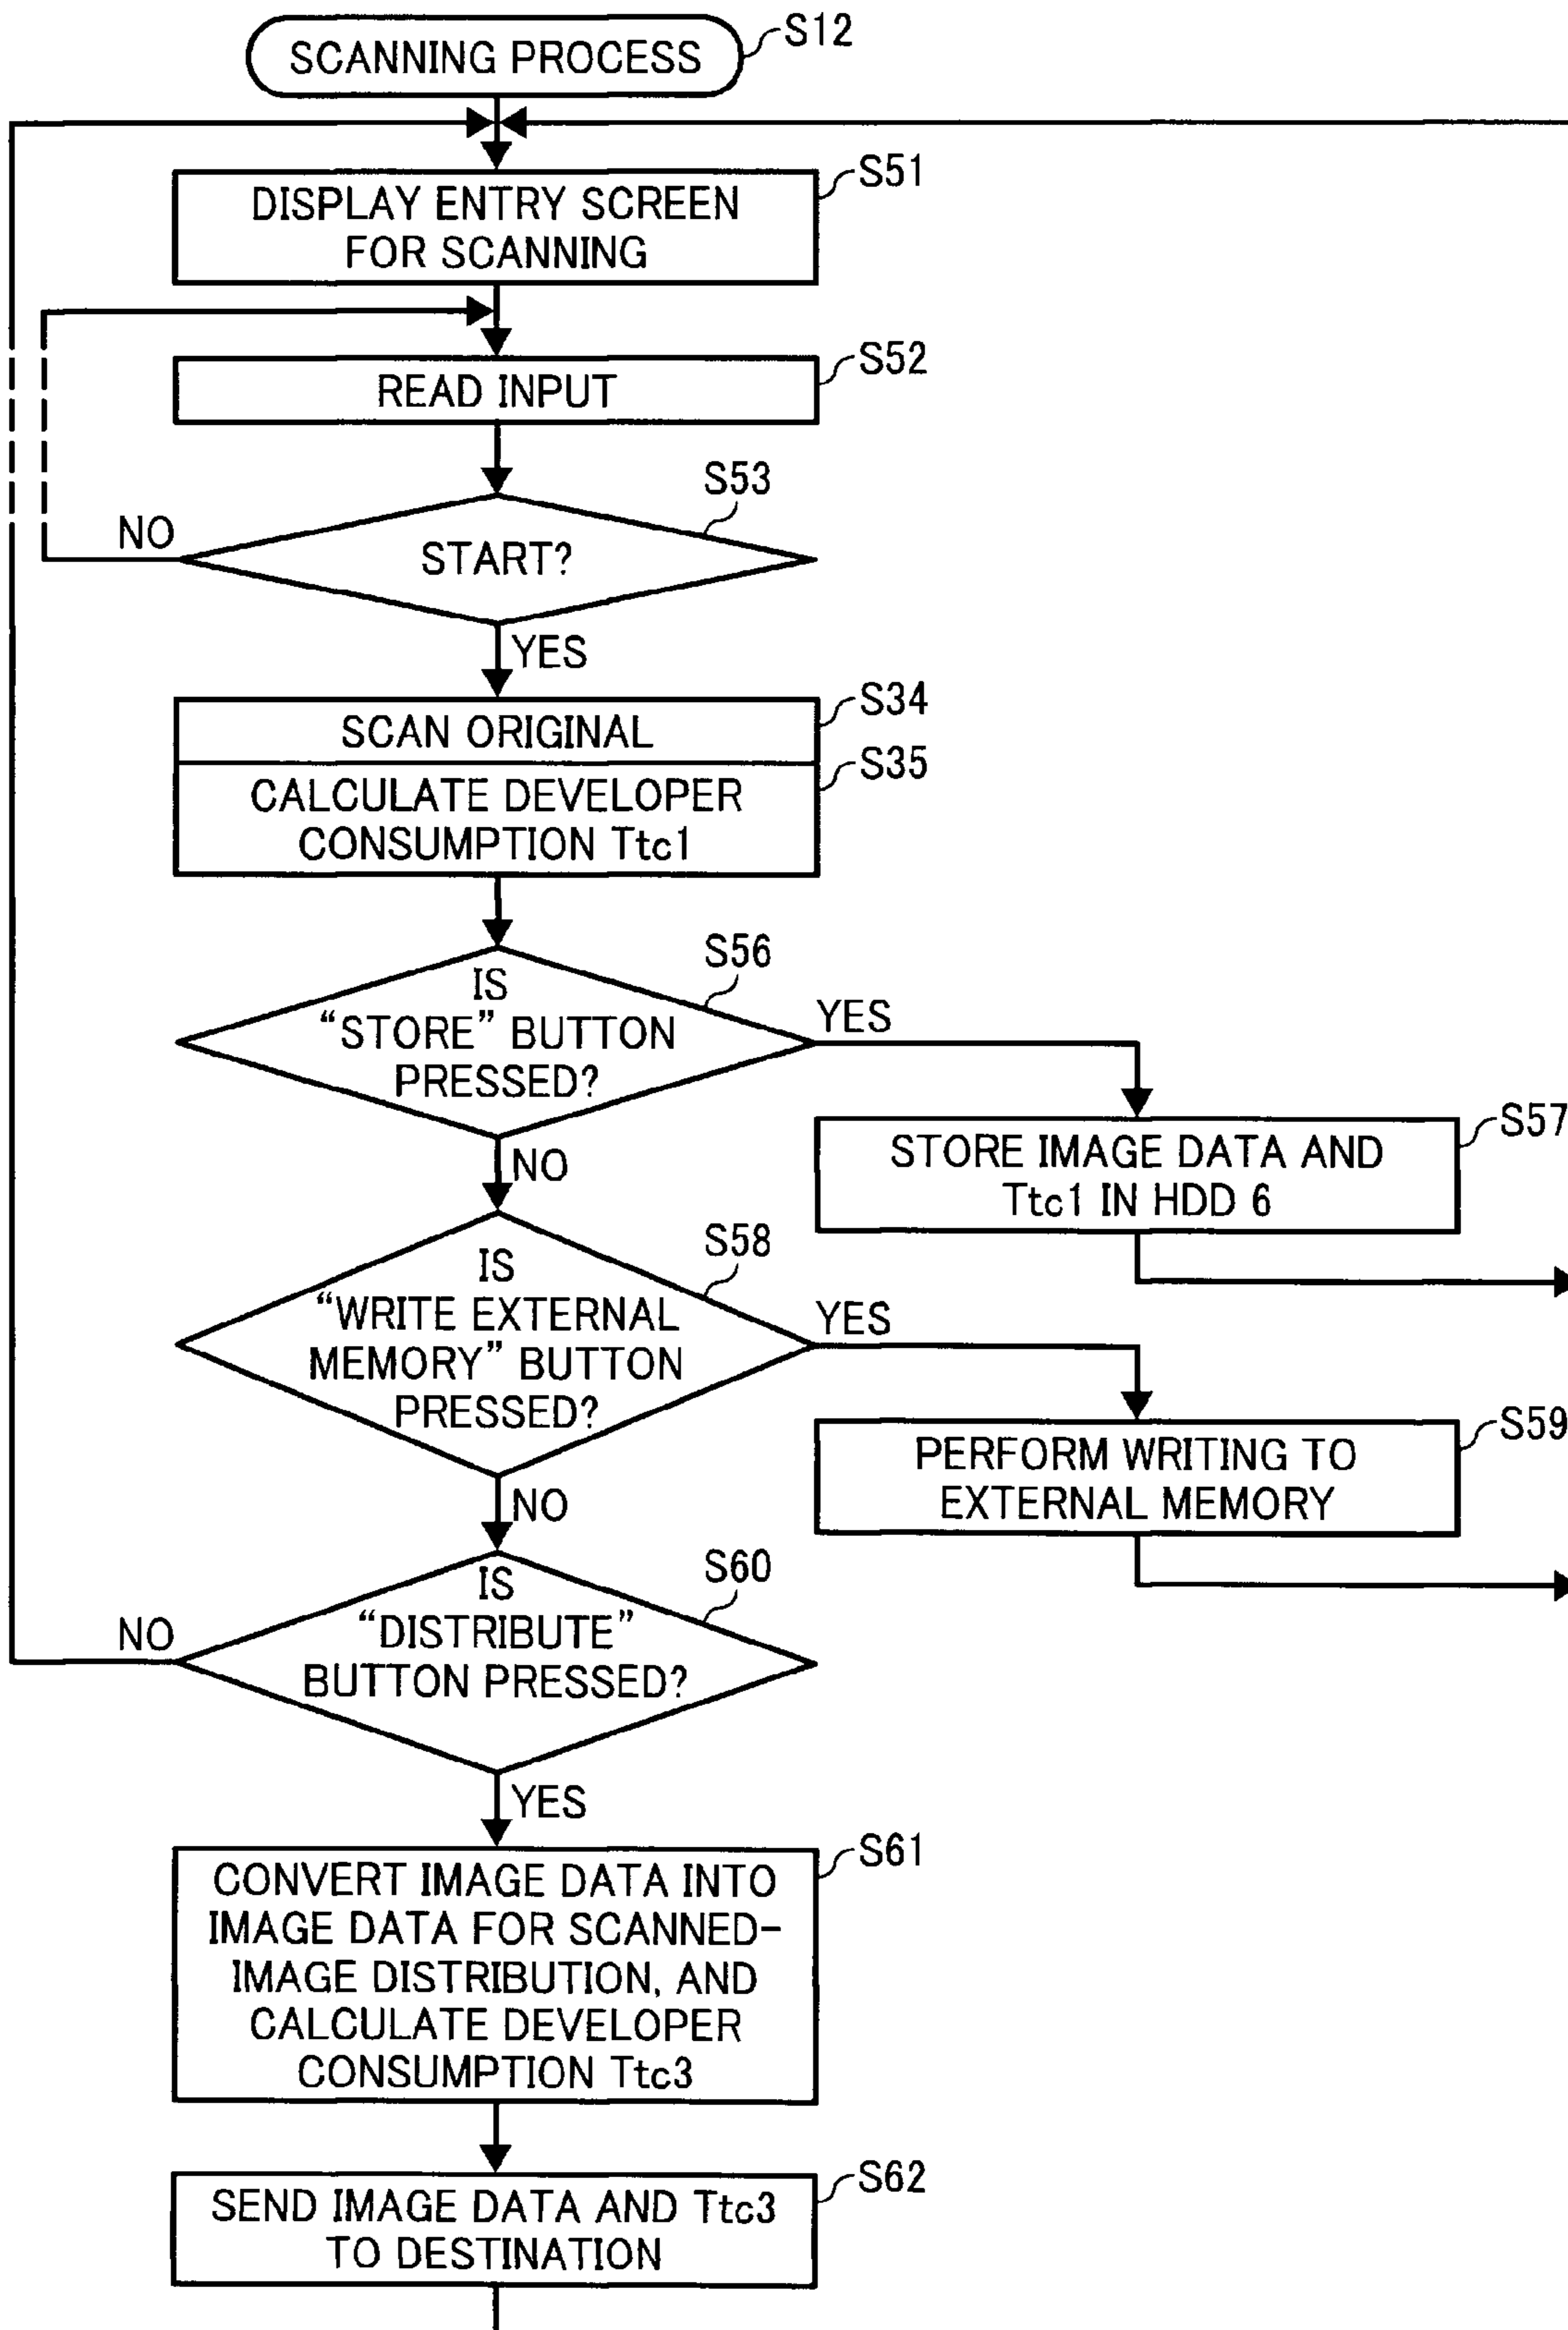 SCANNING PROCESS
S12
S51
DISPLAY ENTRY SCREEN
FOR SCANNING
S52
READ INPUT
S53
NO
START?
YES
S34
SCAN ORIGINAL
S35
CALCULATE DEVELOPER
CONSUMPTION Ttc1
S56
IS
“STORE” BUTTON
PRESSED?
YES
NO
S57
STORE IMAGE DATA AND
Ttc1 IN HDD 6
S58
IS
“WRITE EXTERNAL
MEMORY” BUTTON
PRESSED?
YES
NO
S59
PERFORM WRITING TO
EXTERNAL MEMORY
S60
IS
“DISTRIBUTE”
BUTTON PRESSED?
NO
YES
S61
CONVERT IMAGE DATA INTO
IMAGE DATA FOR SCANNED-
IMAGE DISTRIBUTION, AND
CALCULATE DEVELOPER
CONSUMPTION Ttc3
S62
SEND IMAGE DATA AND Ttc3
TO DESTINATION